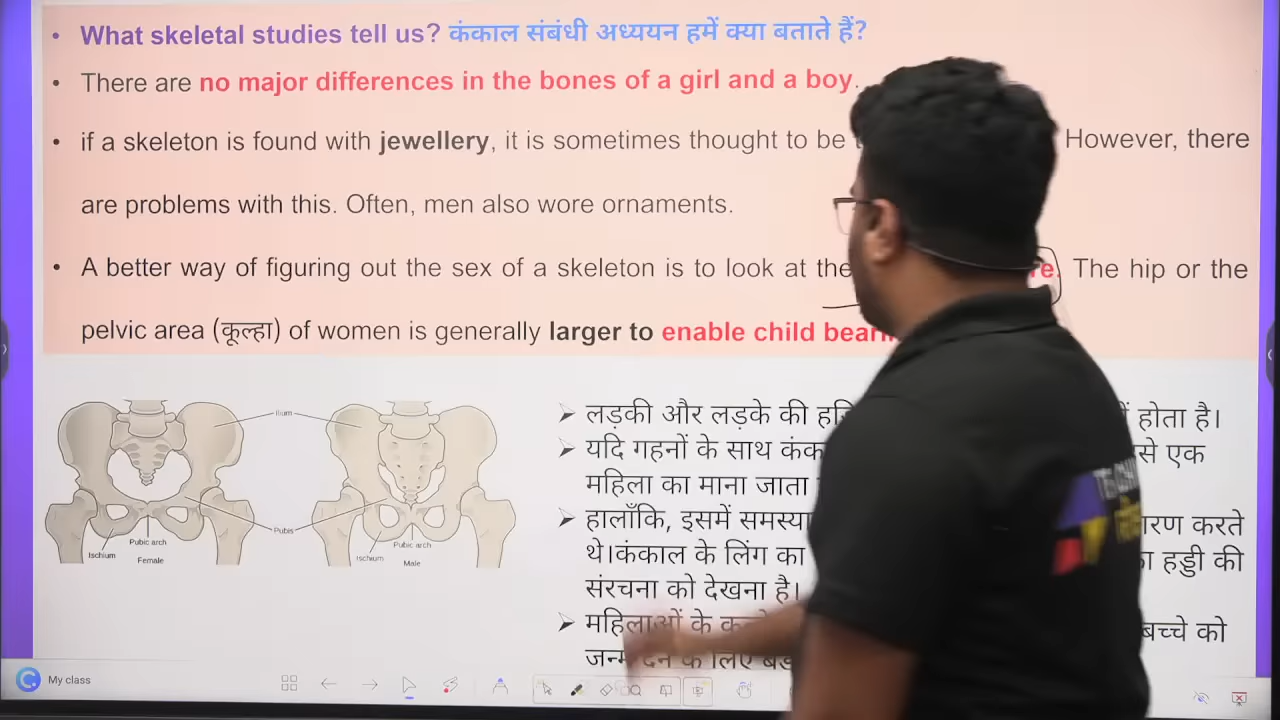 What skeletal studies tell us? कंकाल संबंधी अध्ययन हमें क्या बताते हैं?
There are no major differences in the bones of a girl and a boy.
if a skeleton is found with jewellery, it is sometimes thought to be However, there
are problems with this. Often, men also wore ornaments.
A better way of figuring out the sex of a skeleton is to look at the The hip or the
pelvic area (कूल्हा) of women is generally larger to enable child
Ilium
Pubis
Pubic arch
Ischium
Female
Pubic arch
Ischium
Male
➢ लड़की और लड़के की होता है।
➢ यदि गहनों के साथ से एक
महिला का माना जाता
➢ हालाँकि, इसमें समस्या करते
थे।कंकाल के लिंग का हड्डी की
संरचना को देखना है।
➢ महिलाओं के बच्चे को
जन्म देने के लिए
My class